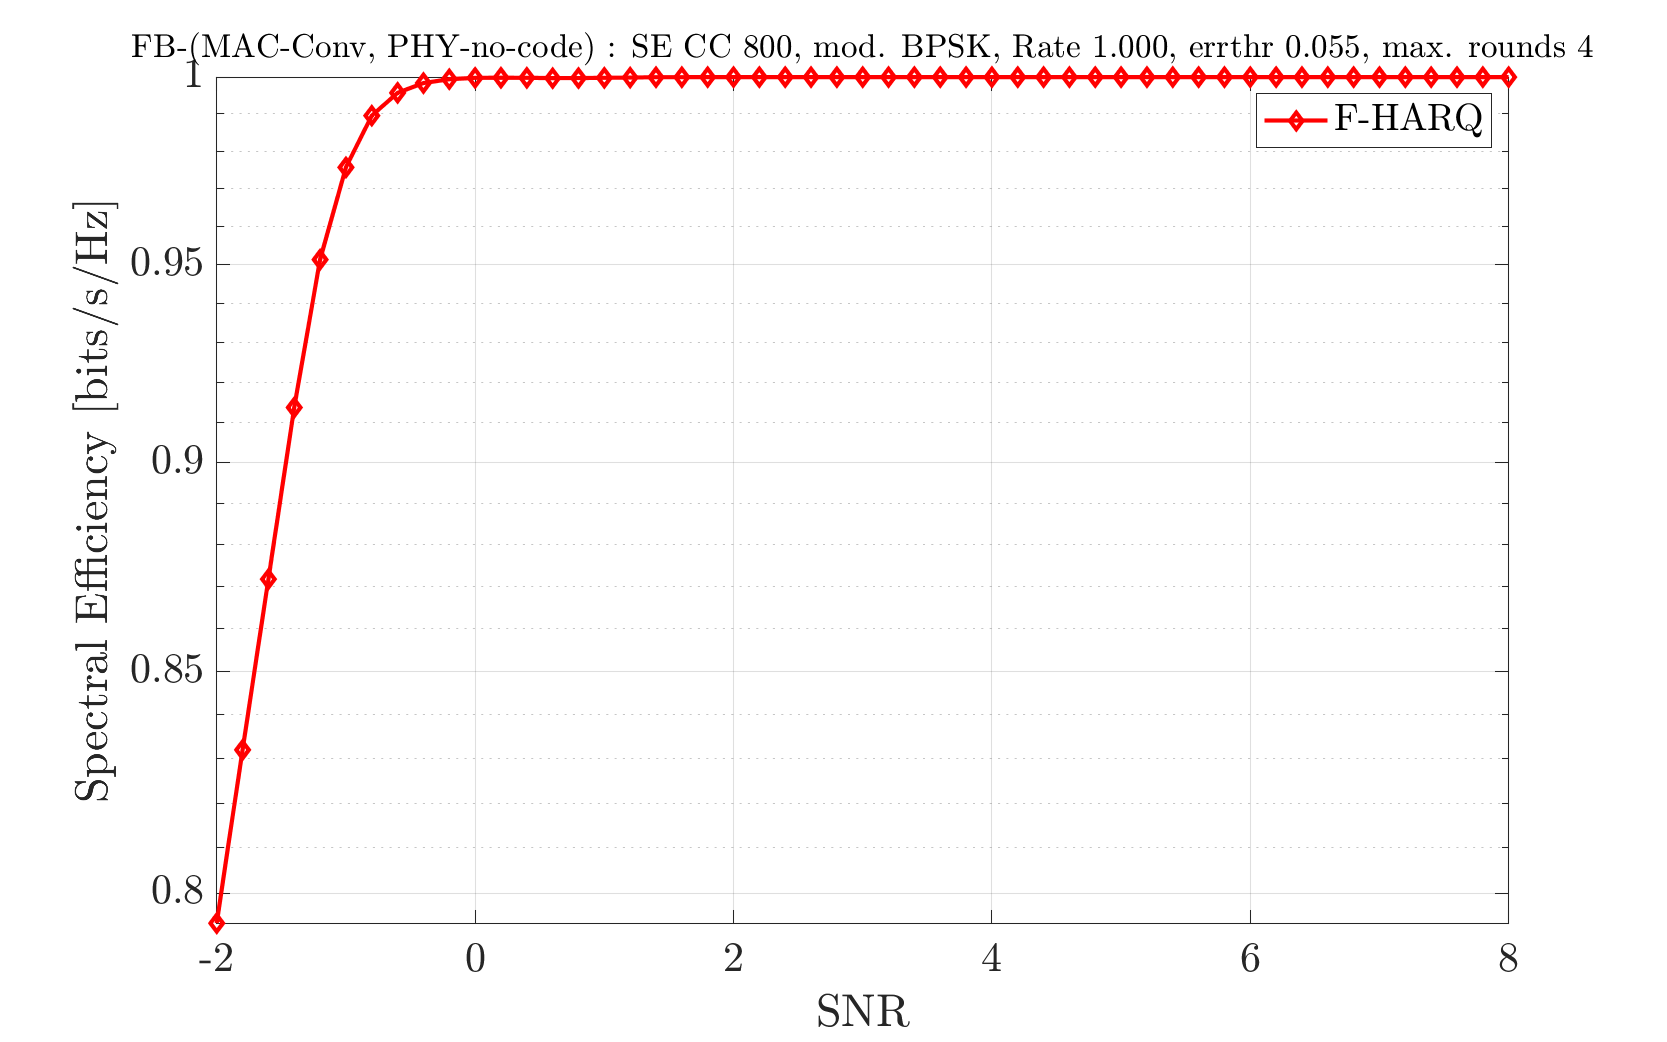 FB-(MAC-Conv, PHY-no-code) : SE CC 800, mod. BPSK, Rate 1.000, errthr 0.055, max. rounds 4
1
F-HARQ
0.95
0.9
0.85
0.8
Spectral Efficiency [bits/s/Hz]
-2 0 2 4 6 8
SNR